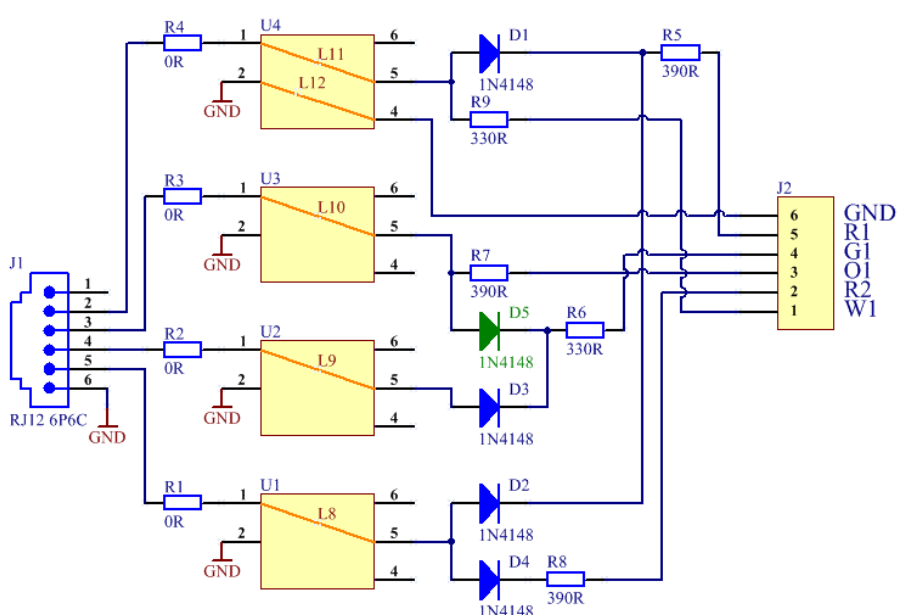 R4
0R
1
U4
6
L11
2
L12
5
4
GND
D1
1N4148
R9
330R
R5
390R
R3
0R
1
U3
6
L10
2
5
GND
4
R7
390R
D5
1N4148
R6
330R
J2
6 GND
5 R1
4 G1
3 O1
2 R2
1 W1
J1
1
2
3
4
5
6
RJ12 6P6C
GND
R2
0R
1
U2
6
L9
2
5
GND
4
D3
1N4148
R1
0R
1
U1
6
L8
2
5
GND
4
D2
1N4148
D4
1N4148
R8
390R